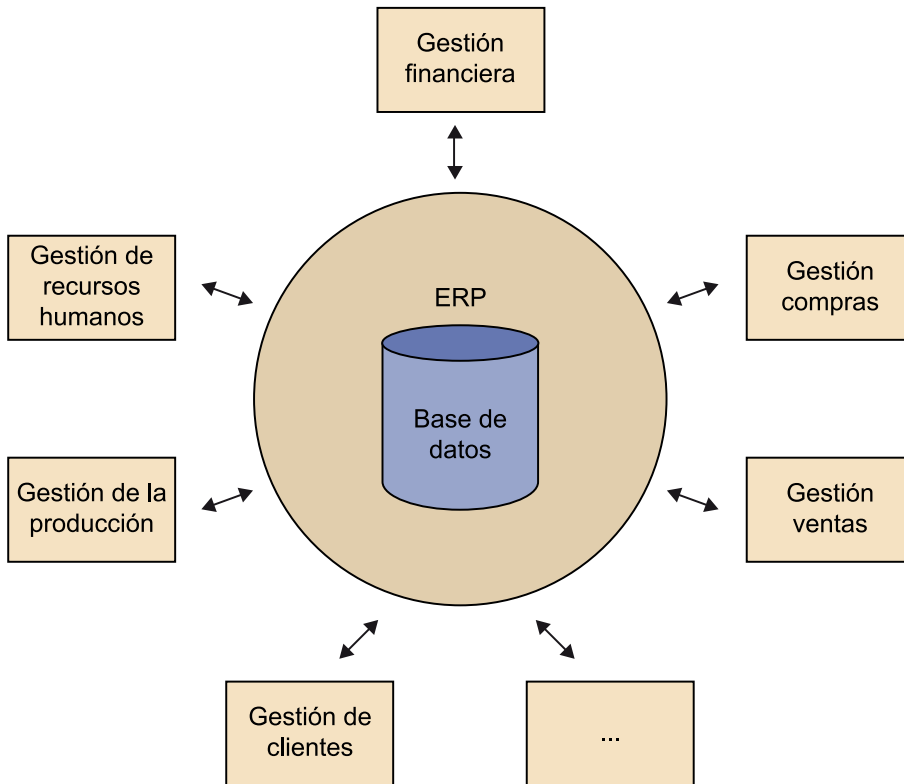 Gestión
financiera
Gestión de
recursos
humanos
ERP
Gestión
compras
Base de
datos
Gestión de la
producción
Gestión
ventas
Gestión de
clientes
...